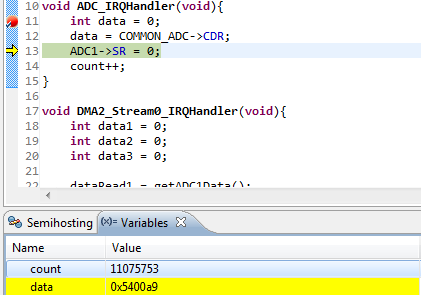 10 void ADC_IRQHandler(void){
11 int data = 0;
12 data = COMMON_ADC->CDR;
13 ADC1->SR = 0;
14 count++;
15 }
16
17 void DMA2_Stream0_IRQHandler(void){
18 int data1 = 0;
19 int data2 = 0;
20 int data3 = 0;
21
22 dataRead1 = getADC1Data();
Semihosting (x)= Variables
Name Value
count 11075753
data 0x5400a9